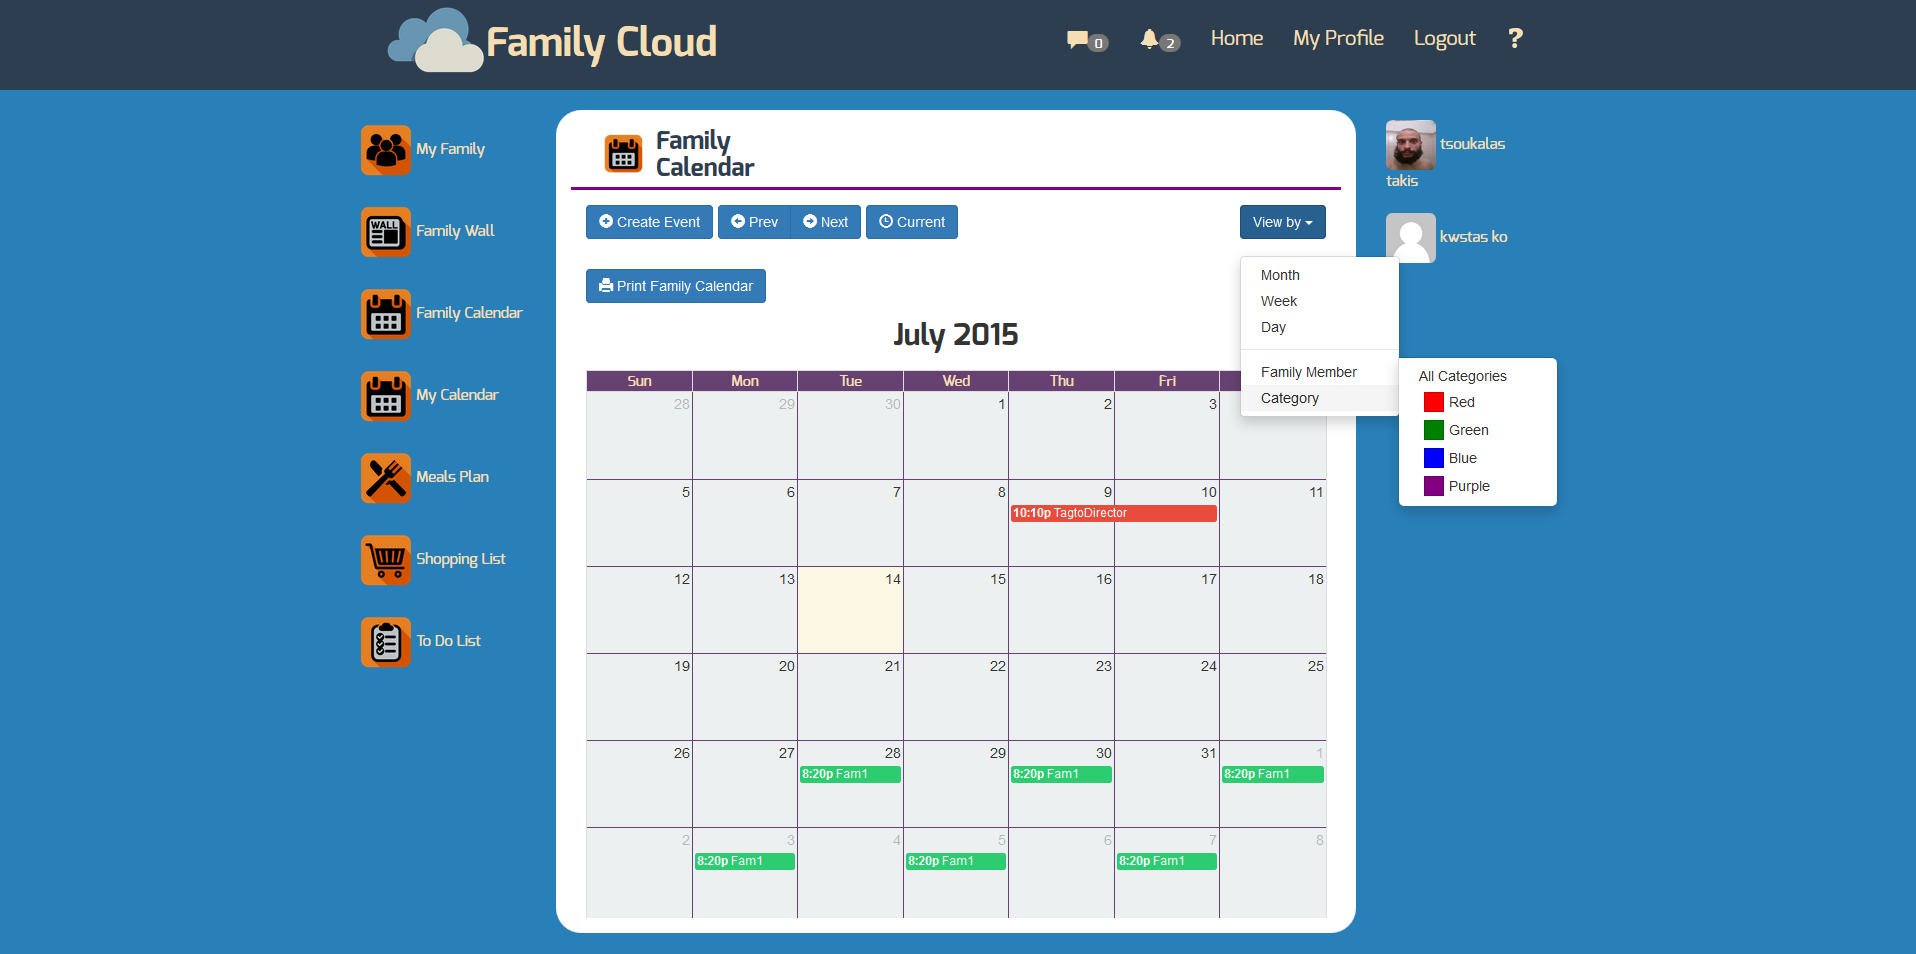 Family Cloud
0
2
Home
My Profile
Logout
?
My Family
Family Wall
WALL
Family Calendar
My Calendar
Meals Plan
Shopping List
To Do List
Family
Calendar
Create Event
Prev
Next
Current
View by
Print Family Calendar
Month
Week
Day
Family Member
Category
All Categories
Red
Green
Blue
Purple
tsoukalas
takis
kwstas ko
July 2015
Sun Mon Tue Wed Thu Fri
28 29 30 1 2 3
5 6 7 8 9 10 11
10:10p TagtoDirector
12 13 14 15 16 17 18
19 20 21 22 23 24 25
26 27 28 29 30 31 1
8:20p Fam1 8:20p Fam1 8:20p Fam1
2 3 4 5 6 7 8
8:20p Fam1 8:20p Fam1 8:20p Fam1